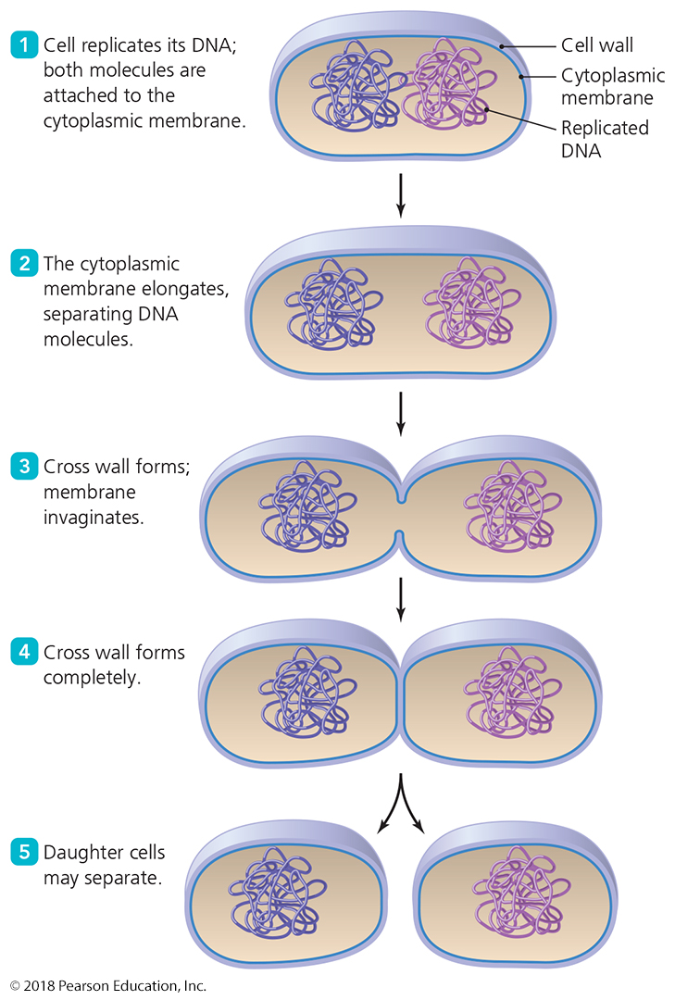 1 Cell replicates its DNA;
both molecules are
attached to the
cytoplasmic membrane.
Cell wall
Cytoplasmic
membrane
Replicated
DNA
2 The cytoplasmic
membrane elongates,
separating DNA
molecules.
3 Cross wall forms;
membrane
invaginates.
4 Cross wall forms
completely.
5 Daughter cells
may separate.
© 2018 Pearson Education, Inc.